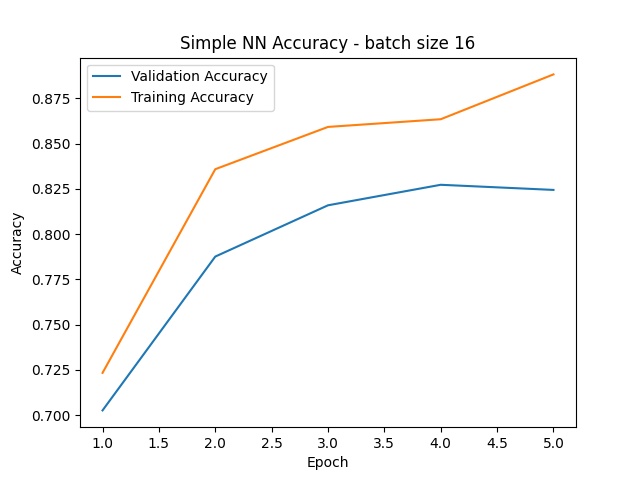 Simple NN Accuracy - batch size 16
Validation Accuracy
Training Accuracy
0.875
0.850
0.825
0.800
0.775
0.750
0.725
0.700
Accuracy
1.0 1.5 2.0 2.5 3.0 3.5 4.0 4.5 5.0
Epoch